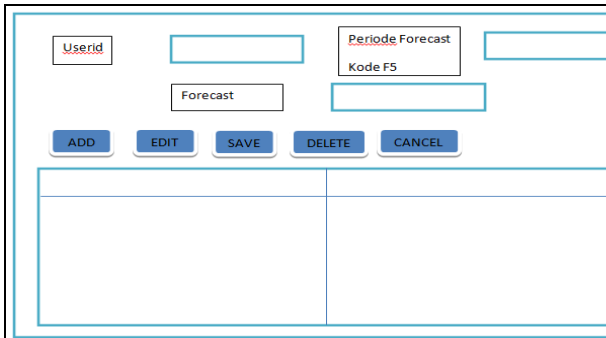 Userid
Periode Forecast
Kode F5
Forecast
ADD EDIT SAVE DELETE CANCEL